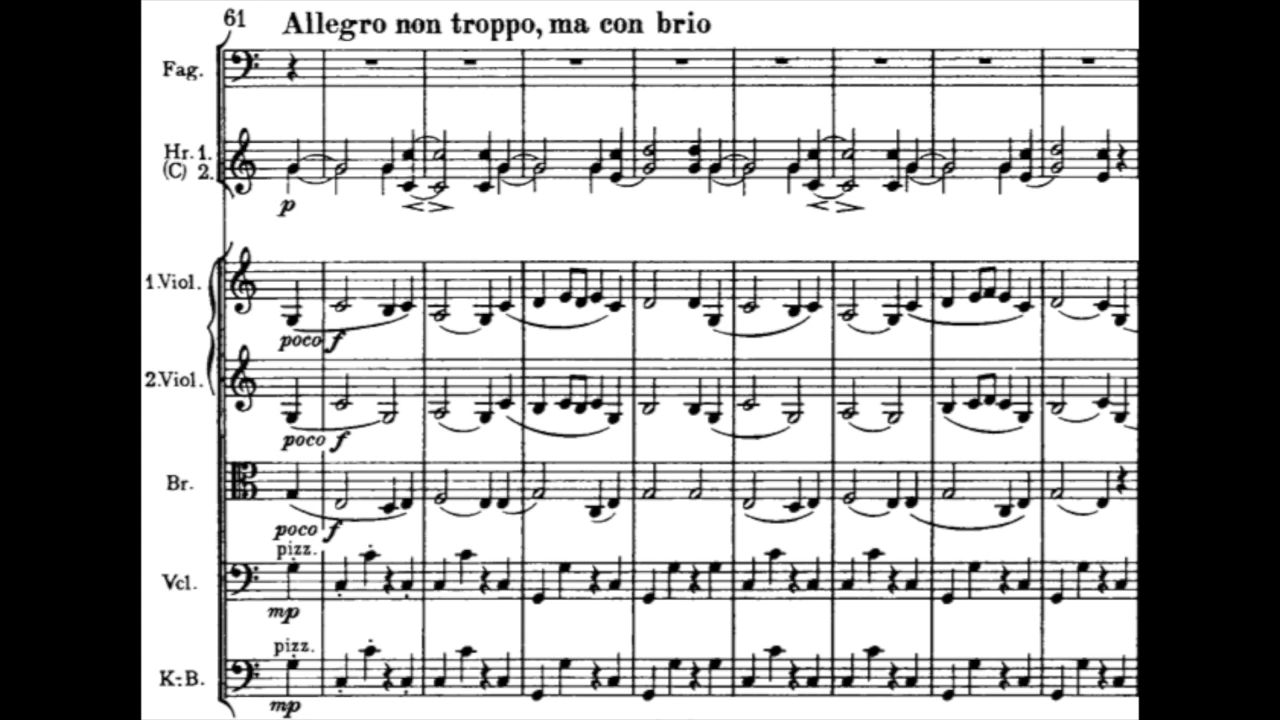 61 Allegro non troppo, ma con brio
Fag.
Hr. 1.
(C) 2.
p
1.Viol.
poco f
2.Viol.
poco f
Br.
poco f
pizz.
Vcl.
mp
pizz.
K:B.
mp